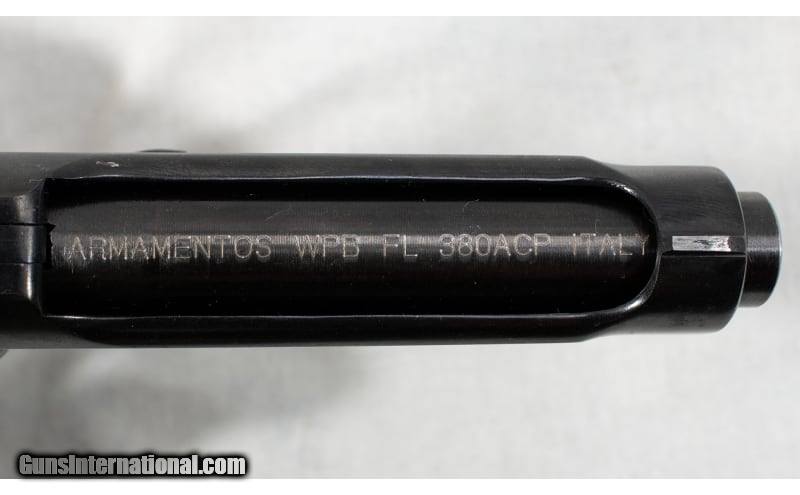 ARMAMENTOS WPB FL 380ACP ITALY
GunsInternational.com